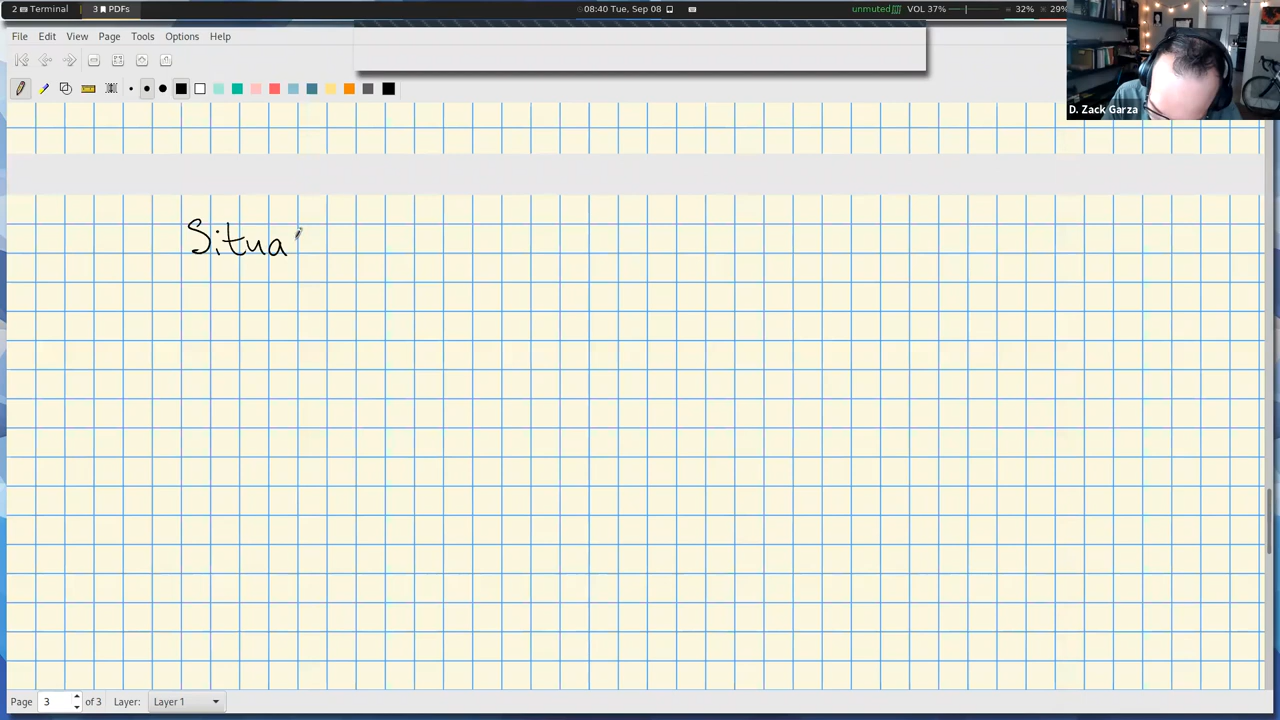 2 Terminal 3 PDFs 08:40 Tue, Sep 08 unmuted VOL 37% 32% 29%
File Edit View Page Tools Options Help
D. Zack Garza
Situa
Page 3 of 3 Layer: Layer 1